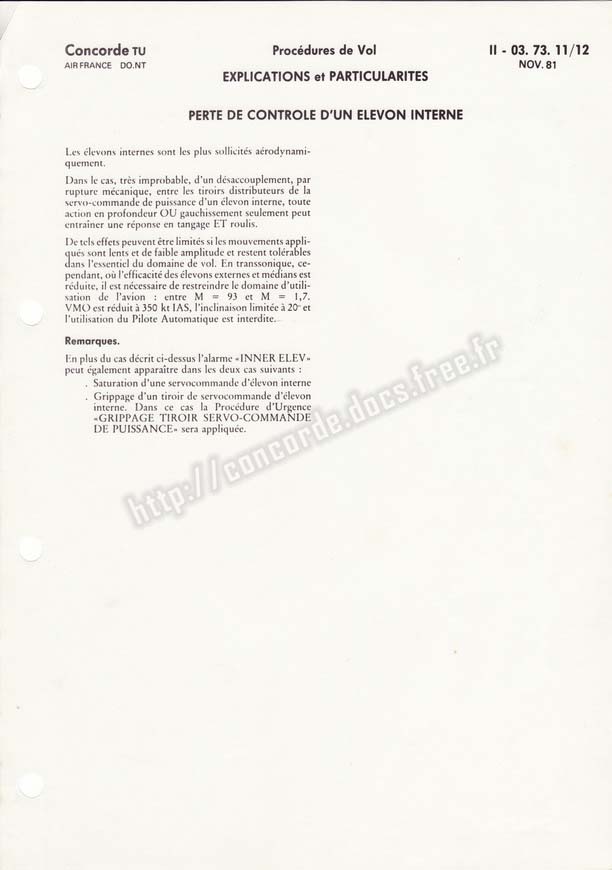 Concorde TU
AIR FRANCE DO.NT
Procédures de Vol
EXPLICATIONS et PARTICULARITES
II - 03. 73. 11/12
NOV. 81
PERTE DE CONTROLE D'UN ELEVON INTERNE
Les élevons internes sont les plus sollicités aérodynami-
quement.
Dans le cas, très improbable, d'un désaccouplement, par
rupture mécanique, entre les tiroirs distributeurs de la
servo-commande de puissance d'un élevon interne, toute
action en profondeur OU gauchissement seulement peut
entraîner une réponse en tangage ET roulis.
De tels effets peuvent être limités si les mouvements appli-
qués sont lents et de faible amplitude et restent tolérables
dans l'essentiel du domaine de vol. En transsonique, ce-
pendant, où l'efficacité des élevons externes et médians est
réduite, il est nécessaire de restreindre le domaine d'utili-
sation de l'avion : entre M = 93 et M = 1,7.
VMO est réduit à 350 kt IAS, l'inclinaison limitée à 20° et
l'utilisation du Pilote Automatique est interdite.
Remarques.
En plus du cas décrit ci-dessus l'alarme «INNER ELEV»
peut également apparaître dans les deux cas suivants :
. Saturation d'une servocommande d'élevon interne
. Grippage d'un tiroir de servocommande d'élevon
interne. Dans ce cas la Procédure d'Urgence
«GRIPPAGE TIROIR SERVO-COMMANDE
DE PUISSANCE» sera appliquée.
http://concorde.docs.free.fr